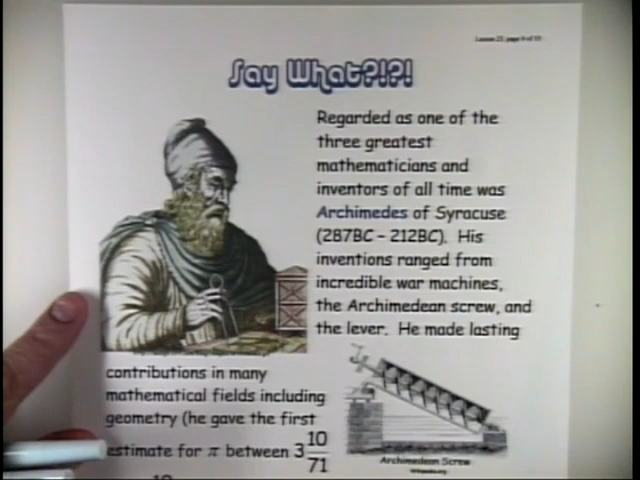 Lesson 23, page 9 of 11
Say What?!?!
Regarded as one of the
three greatest
mathematicians and
inventors of all time was
Archimedes of Syracuse
(287BC – 212BC). His
inventions ranged from
incredible war machines,
the Archimedean screw, and
the lever. He made lasting
contributions in many
mathematical fields including
geometry (he gave the first
estimate for π between 3 10/71
Archimedean Screw
10